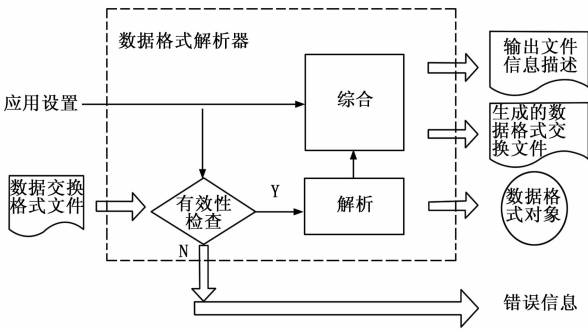 数据格式解析器
输出文件
信息描述
应用设置
综合
生成的数
据格式交
换文件
数据交换
格式文件
有效性
检查
Y
解析
数据格
式对象
N
错误信息